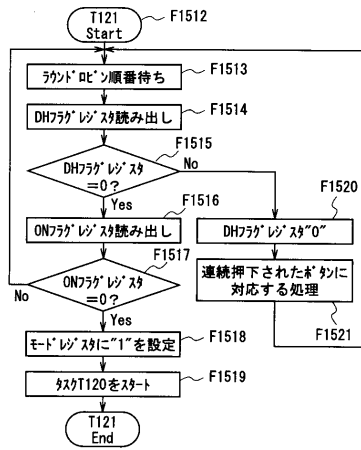 T121
Start
F1512
ラウンドロビン順番待ち
F1513
DHフラグレジスタ読み出し
F1514
DHフラグレジスタ
=0?
F1515
No
Yes
ONフラグレジスタ読み出し
F1516
ONフラグレジスタ
=0?
F1517
No
Yes
モードレジスタに"1"を設定
F1518
タスクT120をスタート
F1519
T121
End
F1520
DHフラグレジスタ"0"
連続押下されたボタンに
対応する処理
F1521